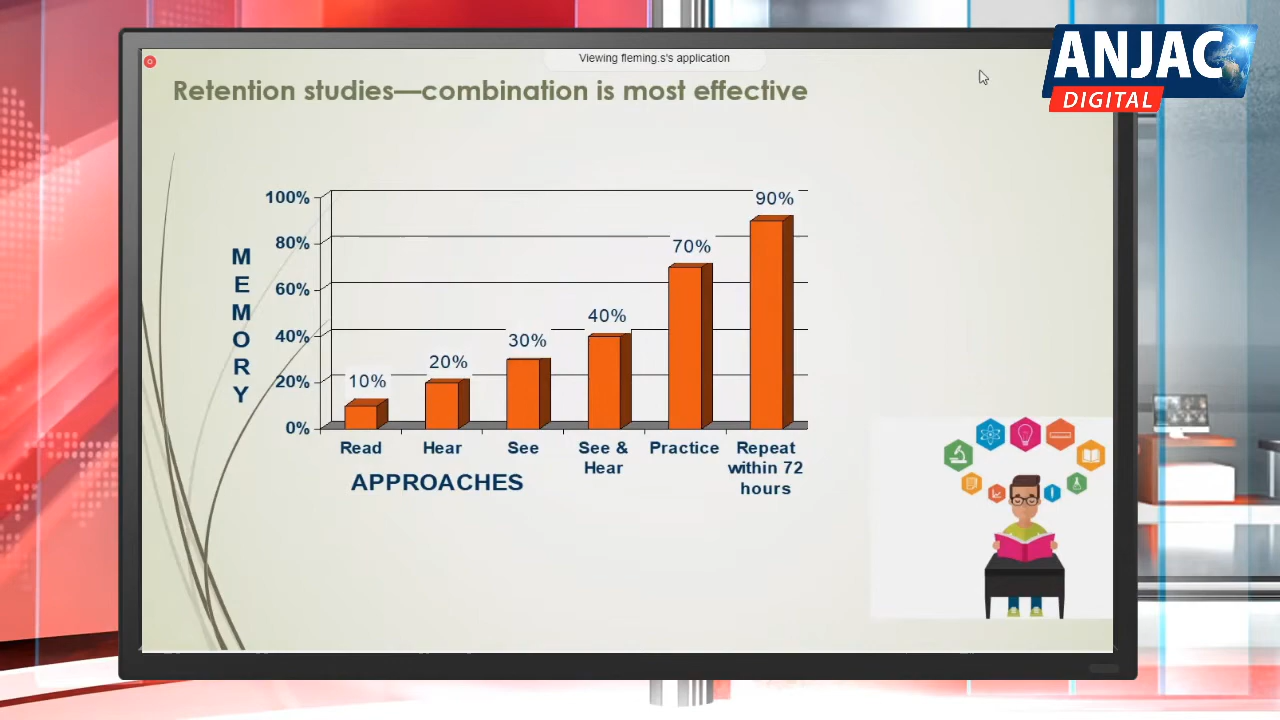 Viewing fleming.s's application
ANJAC
DIGITAL
Retention studies—combination is most effective
MEMORY
100%
80%
60%
40%
20%
0%
10%
20%
30%
40%
70%
90%
Read
Hear
See
See &
Hear
Practice
Repeat
within 72
hours
APPROACHES